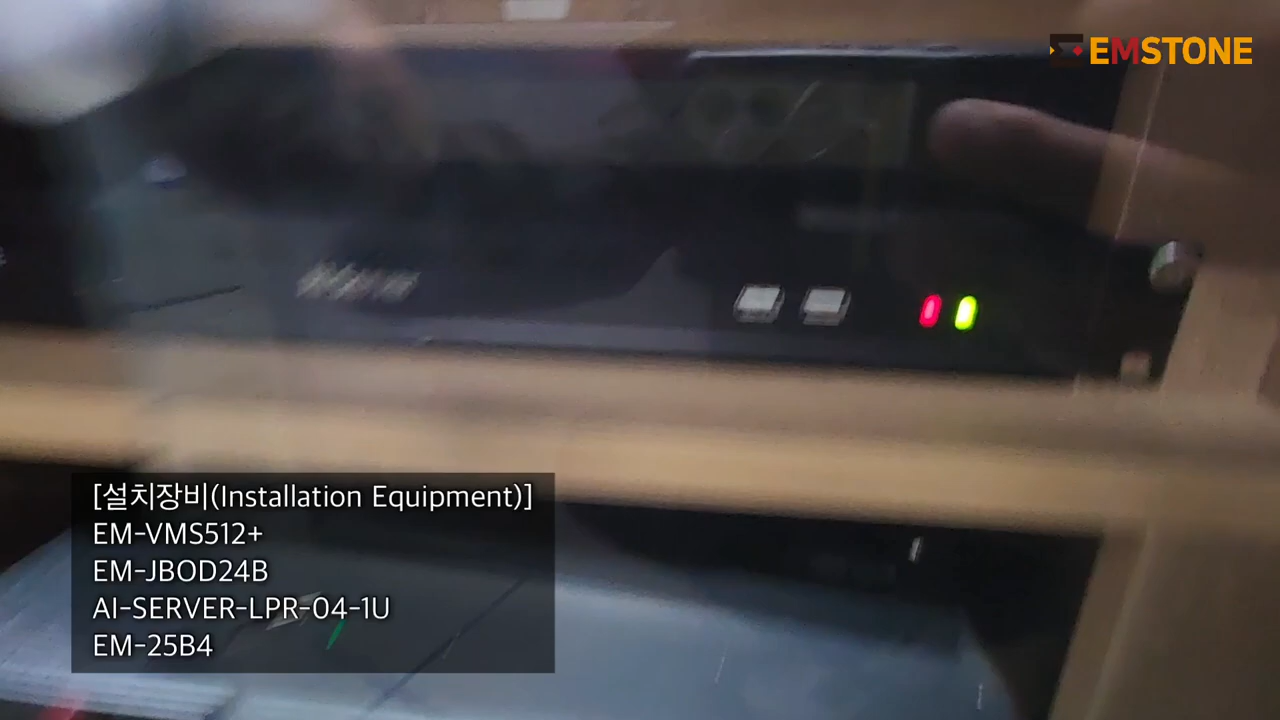 EMSTONE
[설치장비(Installation Equipment)]
EM-VMS512+
EM-JBOD24B
AI-SERVER-LPR-04-1U
EM-25B4